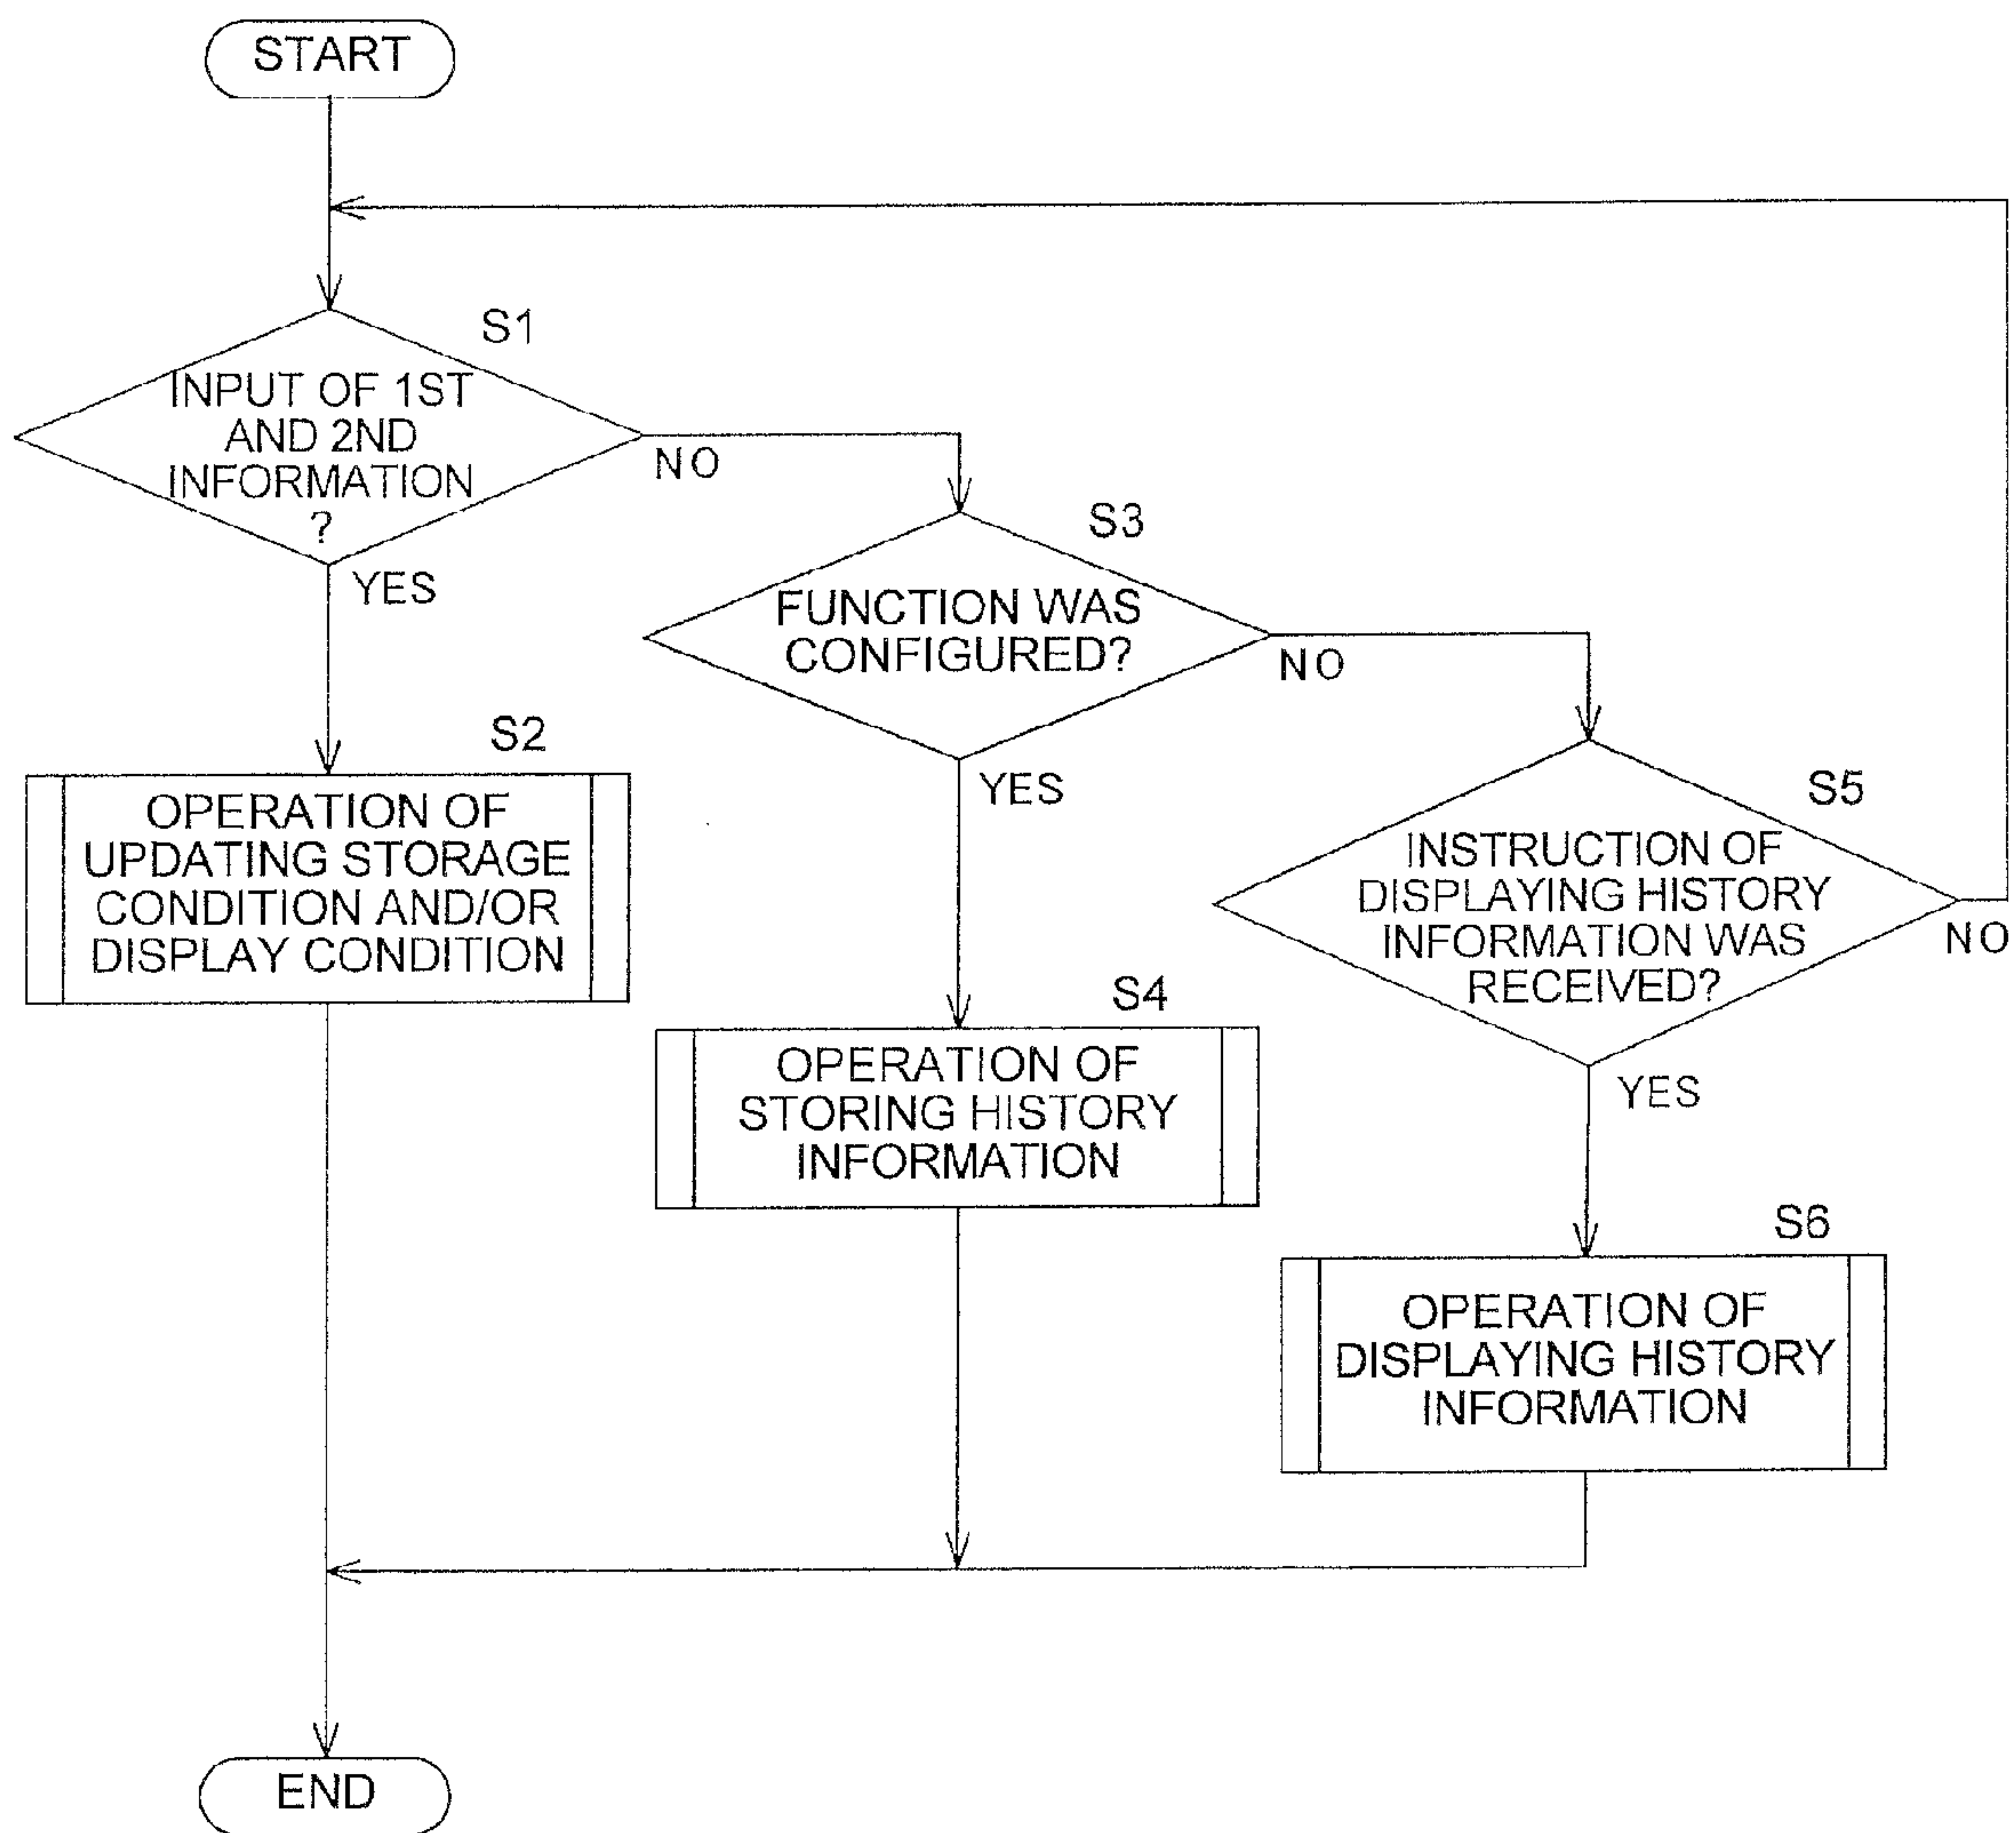 START
S1
INPUT OF 1ST
AND 2ND
INFORMATION
?
NO
YES
S3
FUNCTION WAS
CONFIGURED?
NO
YES
S2
OPERATION OF
UPDATING STORAGE
CONDITION AND/OR
DISPLAY CONDITION
S5
INSTRUCTION OF
DISPLAYING HISTORY
INFORMATION WAS
RECEIVED?
NO
YES
S4
OPERATION OF
STORING HISTORY
INFORMATION
S6
OPERATION OF
DISPLAYING HISTORY
INFORMATION
END